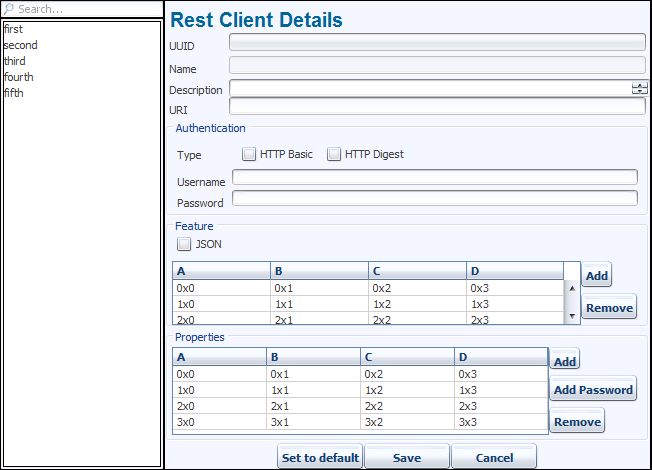 Search...
first
second
third
fourth
fifth
Rest Client Details
UUID
Name
Description
URI
Authentication
Type HTTP Basic HTTP Digest
Username
Password
Feature
JSON
A B C D
0x0 0x1 0x2 0x3
1x0 1x1 1x2 1x3
2x0 2x1 2x2 2x3
Add
Remove
Properties
A B C D
0x0 0x1 0x2 0x3
1x0 1x1 1x2 1x3
2x0 2x1 2x2 2x3
3x0 3x1 3x2 3x3
Add
Add Password
Remove
Set to default Save Cancel